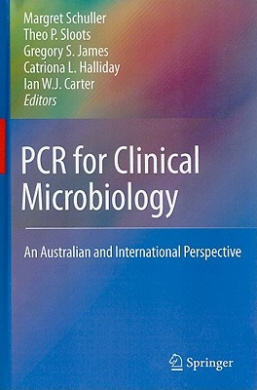 Margret Schuller
Theo P. Sloots
Gregory S. James
Catriona L. Halliday
Ian W.J. Carter
Editors
PCR for Clinical
Microbiology
An Australian and International Perspective
Springer